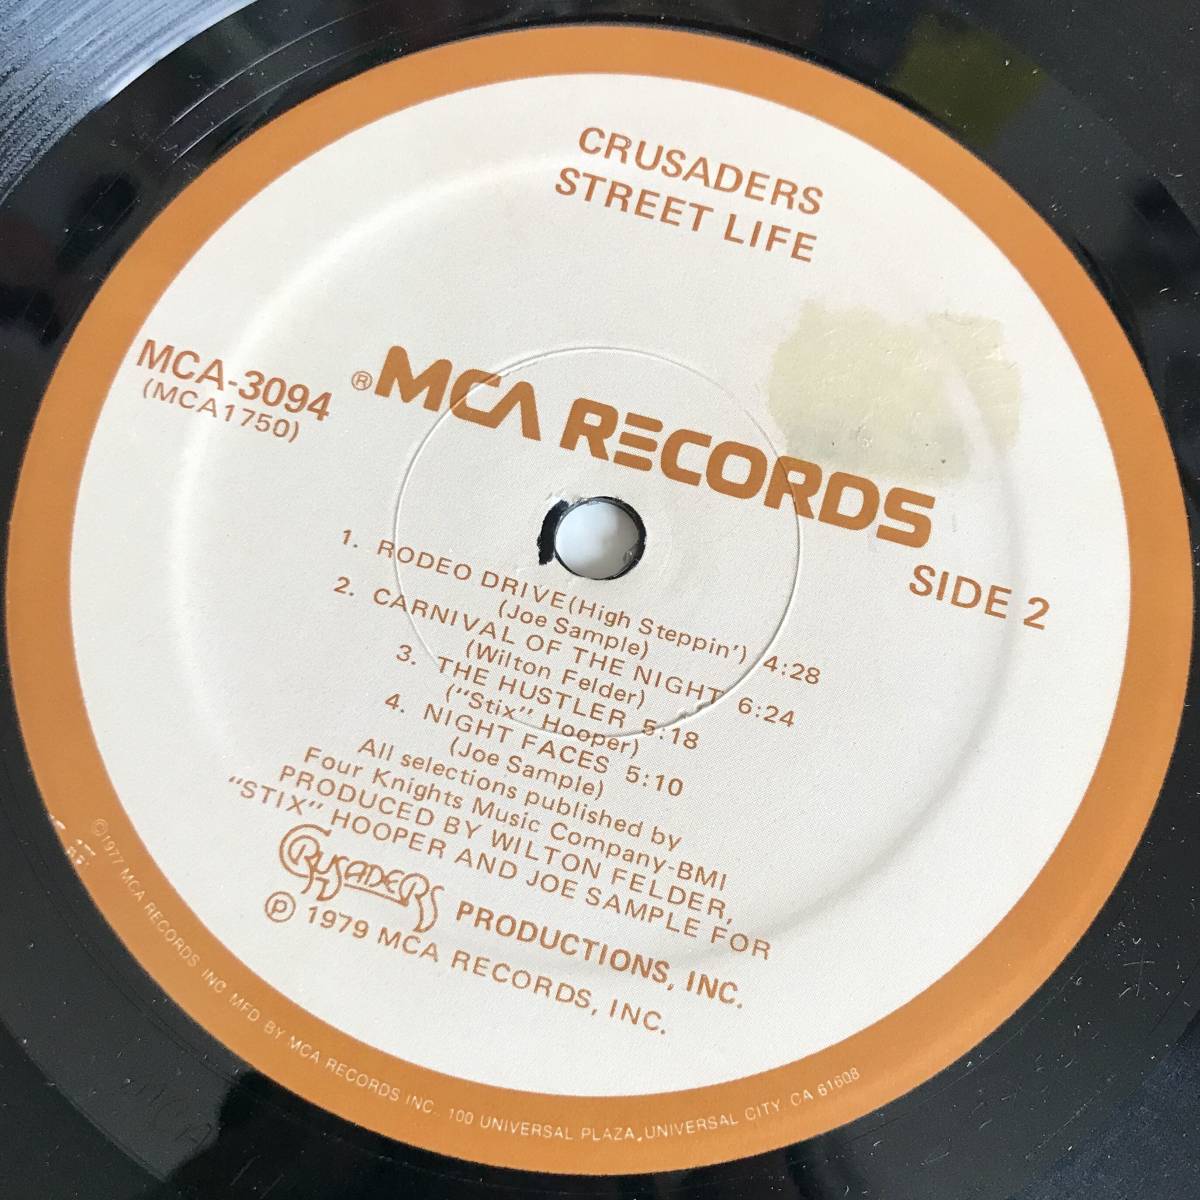 CRUSADERS
STREET LIFE
MCA-3094
(MCA1750)
® MCA RECORDS
SIDE 2
1. RODEO DRIVE(High Steppin') 4:28
(Joe Sample)
2. CARNIVAL OF THE NIGHT 6:24
(Wilton Felder)
3. THE HUSTLER 5:18
("Stix" Hooper)
4. NIGHT FACES 5:10
(Joe Sample)
All selections published by
Four Knights Music Company-BMI
PRODUCED BY WILTON FELDER,
"STIX" HOOPER AND JOE SAMPLE FOR
CRUSADERS PRODUCTIONS, INC.
℗ 1979 MCA RECORDS, INC.
©1977 MCA RECORDS, INC. MFD BY MCA RECORDS INC., 100 UNIVERSAL PLAZA, UNIVERSAL CITY, CA 61608